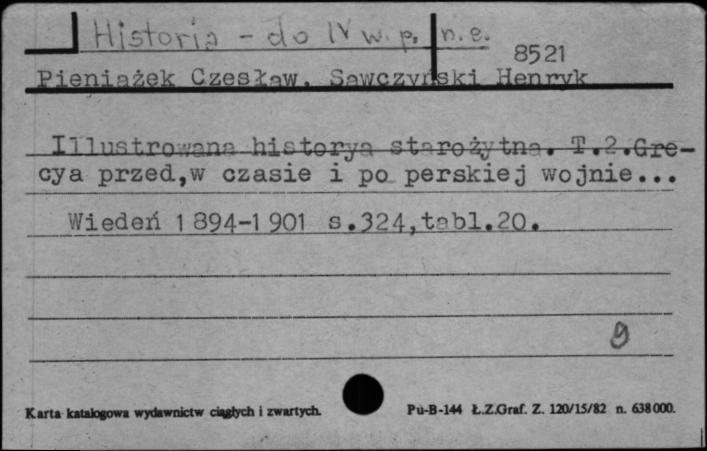 Historia - do IV w. p. n.e.
8521
Pieniażek Czesław, Sawczyński Henryk
Illustrowana historya starożytna. T.2.Gre-
cya przed,w czasie i po perskiej wojnie...
Wiedeń 1894-1901 s.324,tabl.20.
9
Karta katalogowa wydawnictw ciągłych i zwartych.
Pu-B-144 Ł.Z.Graf. Z. 120/15/82 n. 638000.